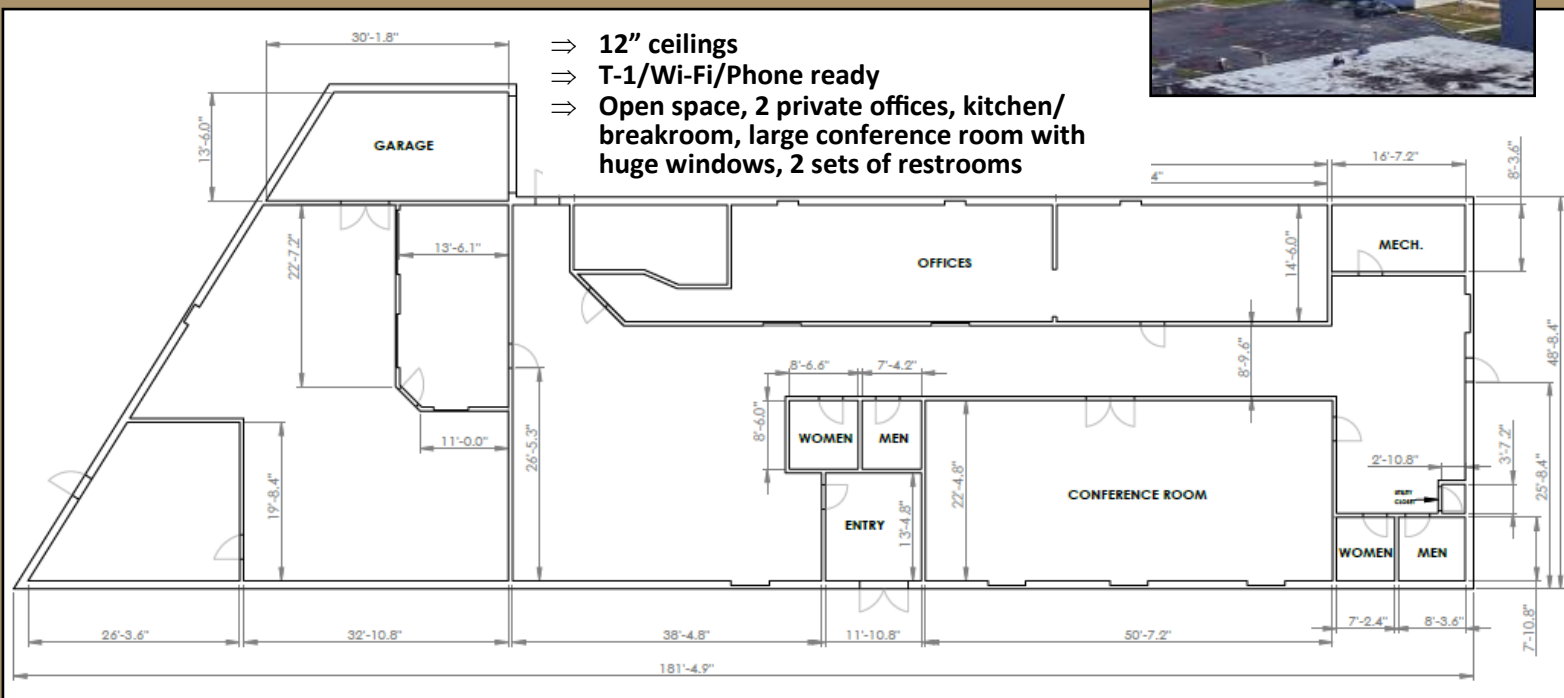 30'-1.8"
⇒ 12” ceilings
⇒ T-1/Wi-Fi/Phone ready
⇒ Open space, 2 private offices, kitchen/
breakroom, large conference room with
huge windows, 2 sets of restrooms
13'-6.0"
GARAGE
4"
16'-7.2"
8'-3.6"
22'-7.2"
13'-6.1"
OFFICES
14'-6.0"
MECH.
48'-8.4"
8'-9.6"
8'-6.6"
7'-4.2"
8'-6.0"
WOMEN
MEN
11'-0.0"
26'-5.3"
19'-8.4"
22'-4.8"
CONFERENCE ROOM
2'-10.8"
3'-7.2"
25'-8.4"
UTILITY
CLOSET
ENTRY
13'-4.8"
WOMEN
MEN
26'-3.6"
32'-10.8"
38'-4.8"
11'-10.8"
50'-7.2"
7'-2.4"
8'-3.6"
7'-10.8"
181'-4.9"